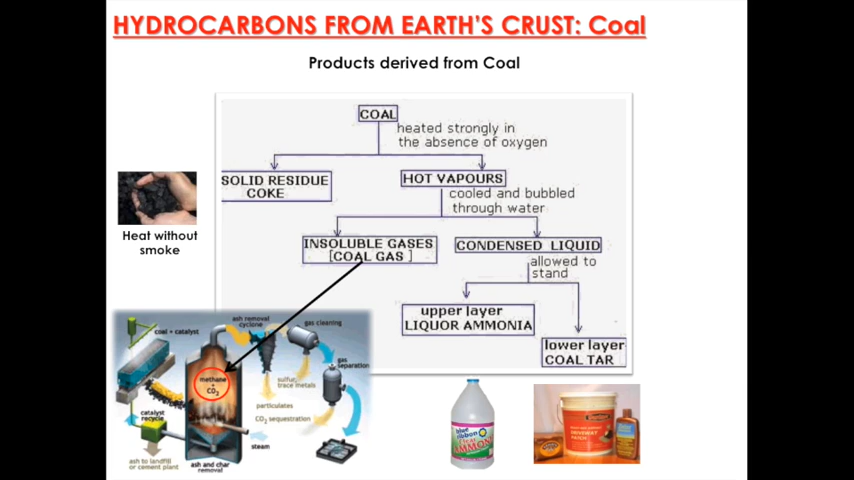 HYDROCARBONS FROM EARTH'S CRUST: Coal
Products derived from Coal
COAL
heated strongly in
the absence of oxygen
SOLID RESIDUE
COKE
HOT VAPOURS
cooled and bubbled
through water
Heat without
smoke
INSOLUBLE GASES
[COAL GAS ]
CONDENSED LIQUID
allowed to
stand
upper layer
LIQUOR AMMONIA
lower layer
COAL TAR
coal + catalyst
ash removal
cyclone
gas cleaning
gas
separation
methane
+
CO2
sulfur,
trace metals
particulates
CO2 sequestration
catalyst
recycle
steam
ash to landfill
or cement plant
ash and char
removal
blue
ribbon
AMMONIA
DRIVEWAY
PATCH